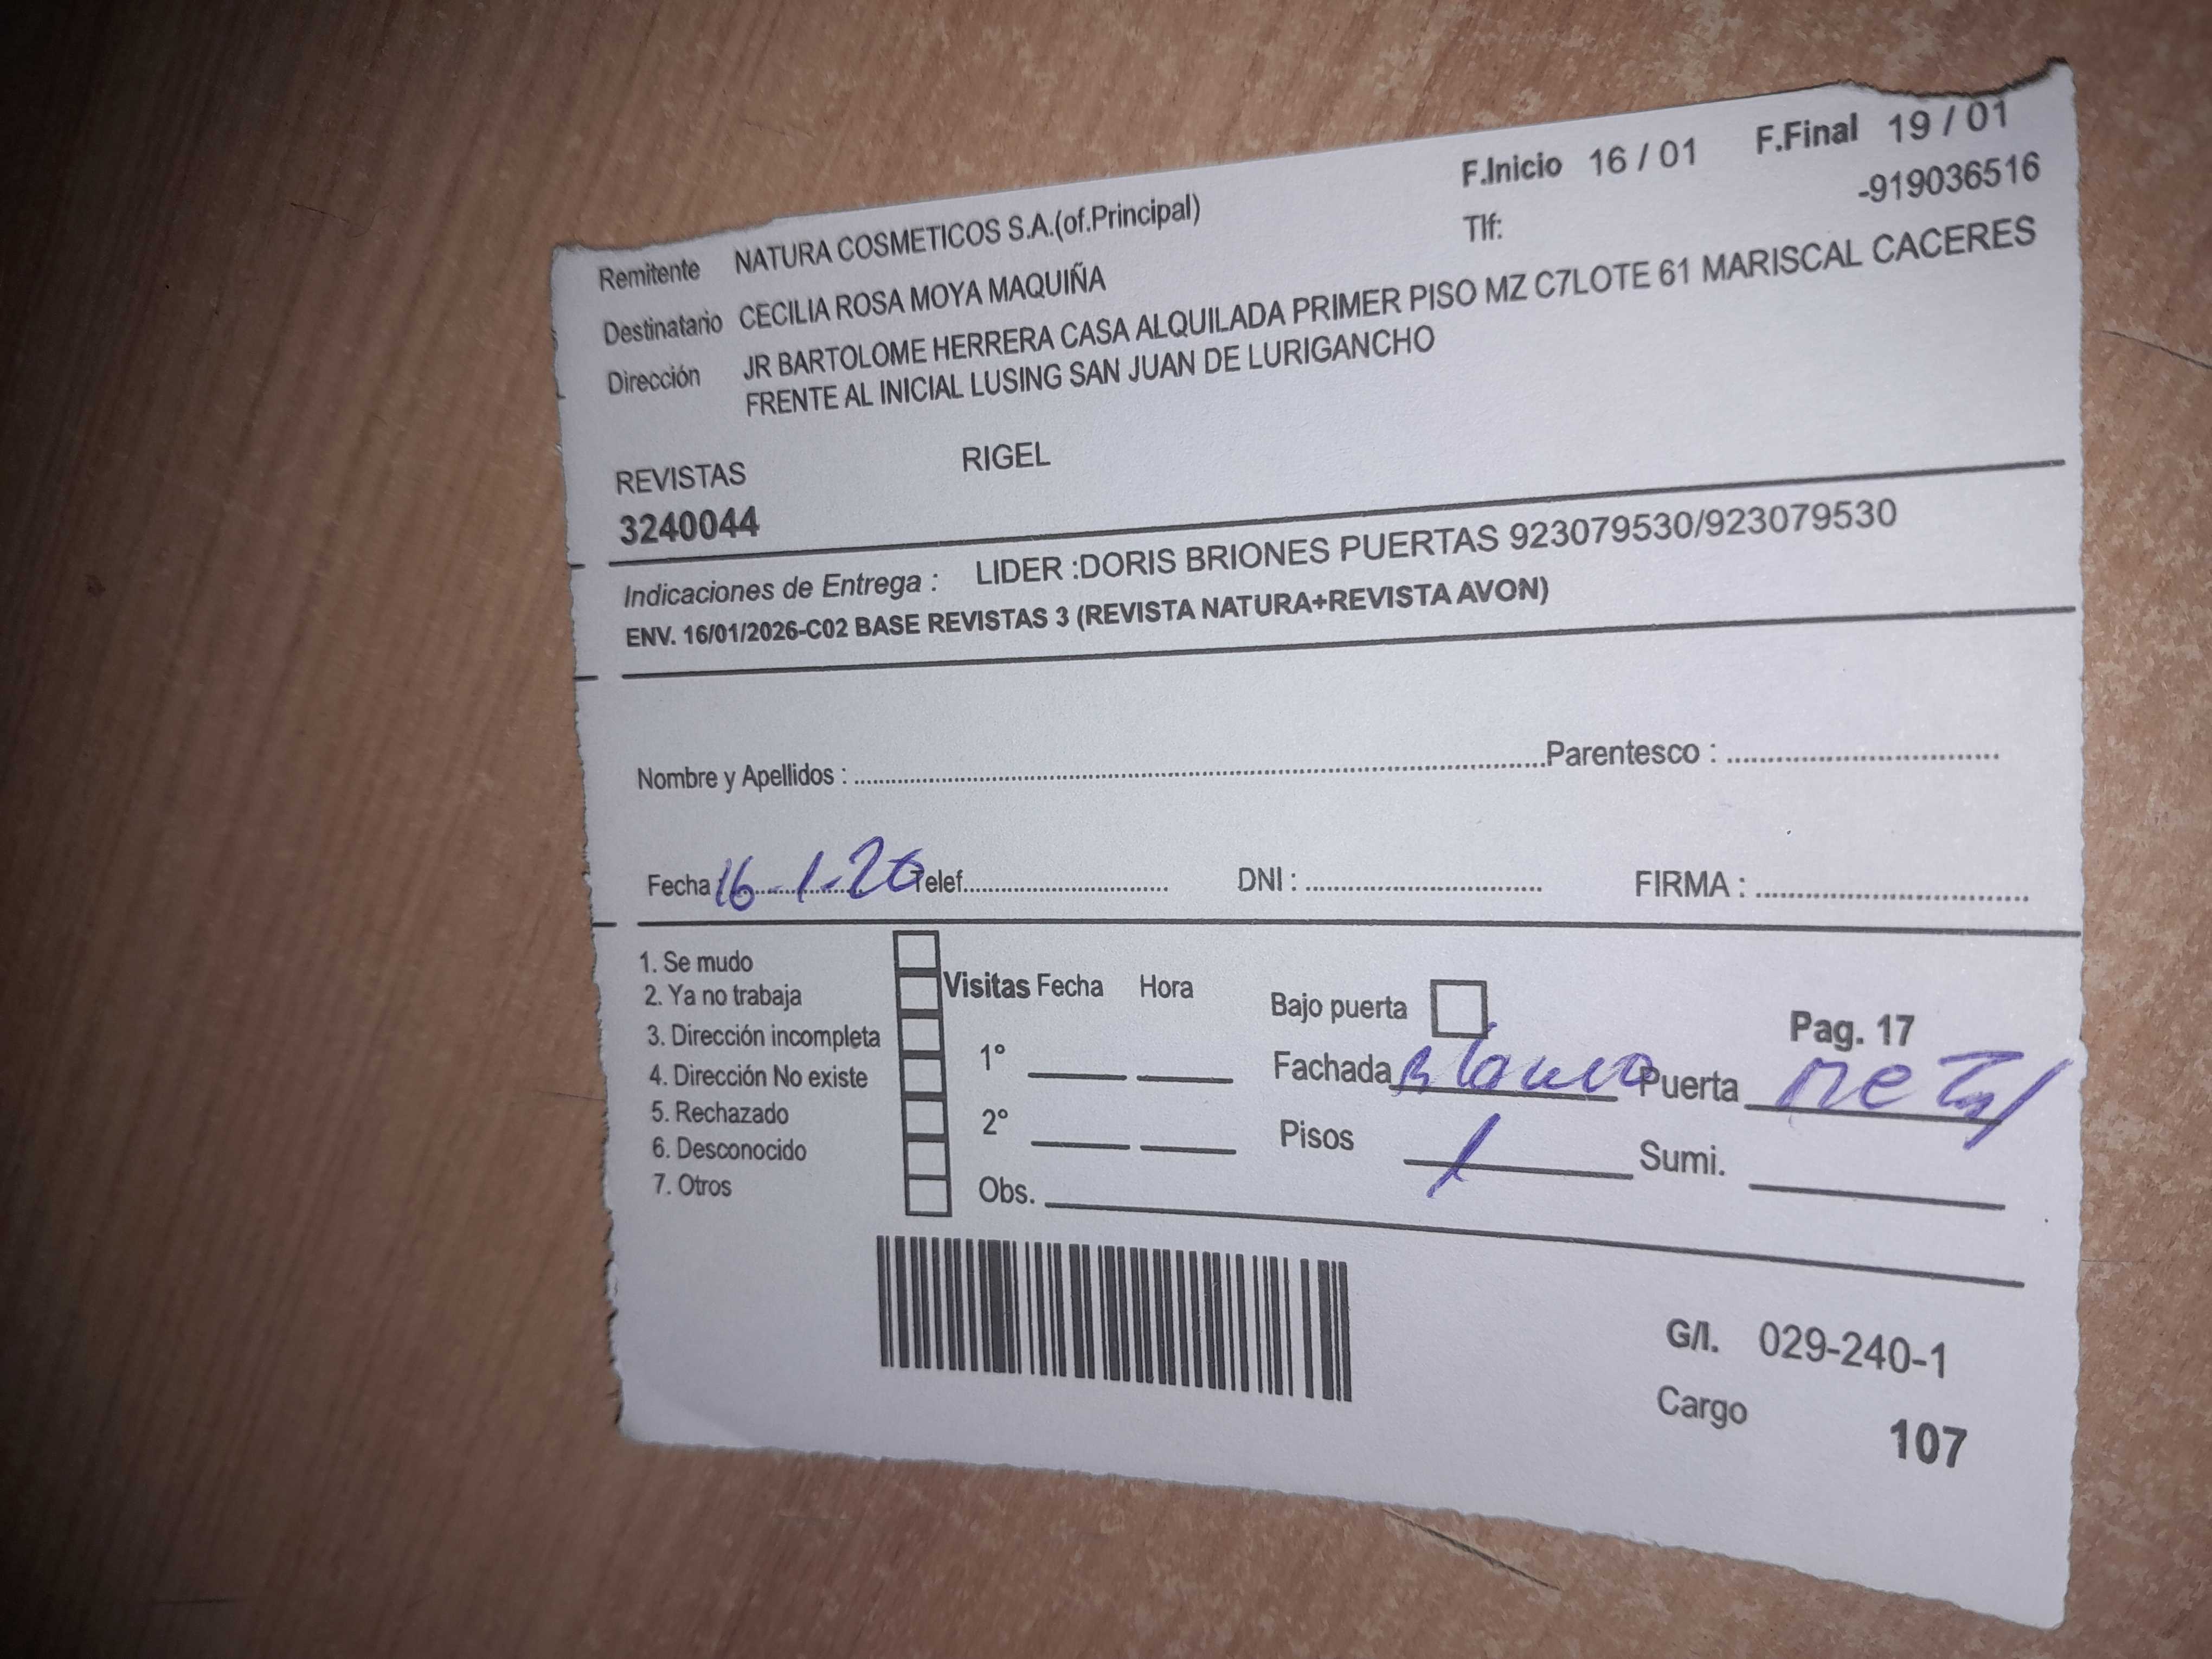 F.Inicio 16 / 01 F.Final 19 / 01
Remitente NATURA COSMETICOS S.A.(of.Principal) Tlf: -919036516
Destinatario CECILIA ROSA MOYA MAQUIÑA
Dirección JR BARTOLOME HERRERA CASA ALQUILADA PRIMER PISO MZ C7LOTE 61 MARISCAL CACERES
FRENTE AL INICIAL LUSING SAN JUAN DE LURIGANCHO
REVISTAS RIGEL
3240044
Indicaciones de Entrega : LIDER :DORIS BRIONES PUERTAS 923079530/923079530
ENV. 16/01/2026-C02 BASE REVISTAS 3 (REVISTA NATURA+REVISTA AVON)
Nombre y Apellidos : Parentesco :
Fecha : 16-1-26 Telef. DNI : FIRMA :
1. Se mudo
2. Ya no trabaja
3. Dirección incompleta
4. Dirección No existe
5. Rechazado
6. Desconocido
7. Otros
Visitas Fecha Hora
1°
2°
Obs.
Bajo puerta Pag. 17
Fachada Blanco Puerta Metal
Pisos 1 Sumi.
G/I. 029-240-1
Cargo 107